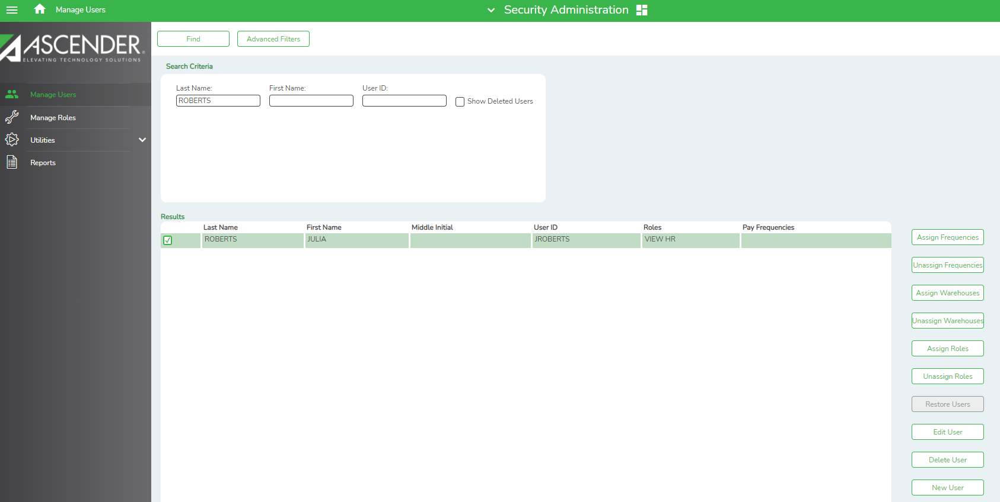 Manage Users
Security Administration
ASCENDER®
ELEVATING TECHNOLOGY SOLUTIONS
Manage Users
Manage Roles
Utilities
Reports
Find
Advanced Filters
Search Criteria
Last Name: First Name: User ID:
ROBERTS Show Deleted Users
Results
Last Name First Name Middle Initial User ID Roles Pay Frequencies
ROBERTS JULIA JROBERTS VIEW HR
Assign Frequencies
Unassign Frequencies
Assign Warehouses
Unassign Warehouses
Assign Roles
Unassign Roles
Restore Users
Edit User
Delete User
New User